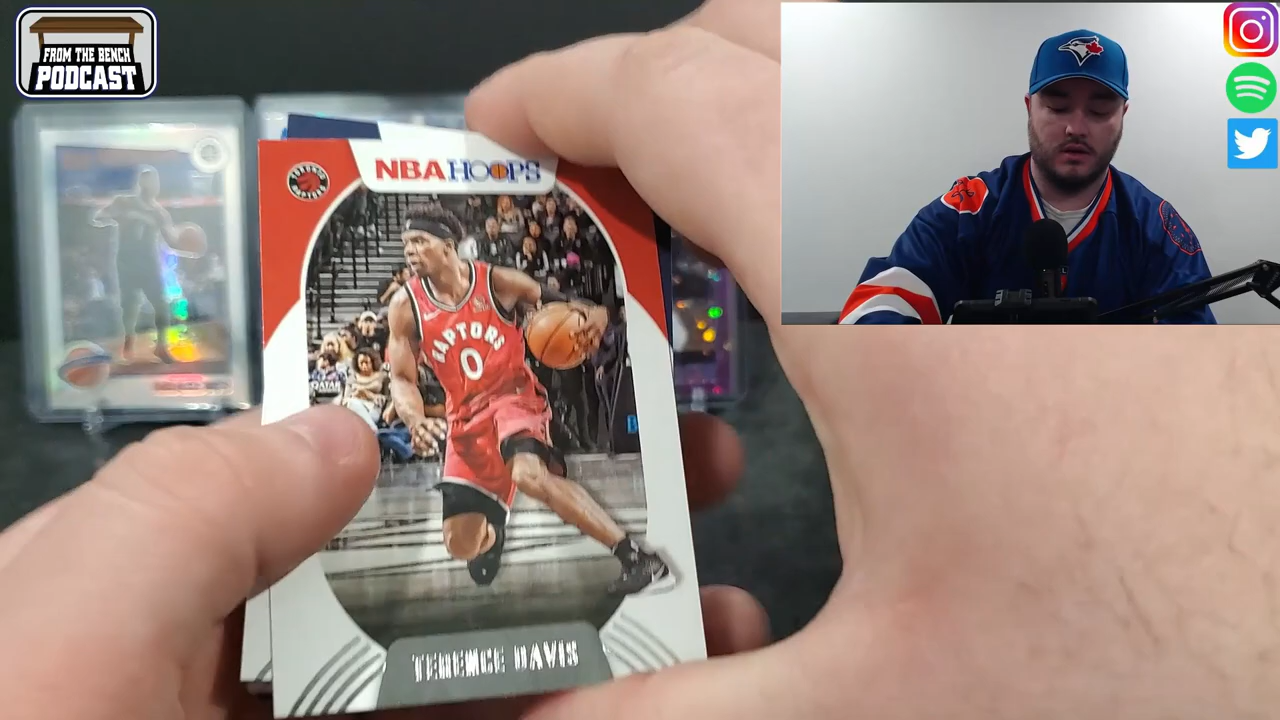 FROM THE BENCH
PODCAST
NBA HOOPS
RAPTORS
0
TERENCE DAVIS